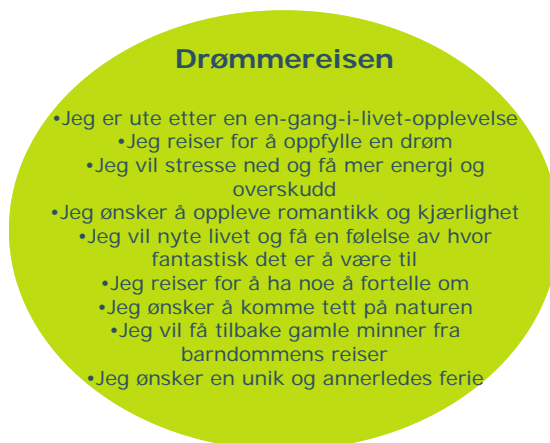 Drømmereisen
•Jeg er ute etter en en-gang-i-livet-opplevelse
•Jeg reiser for å oppfylle en drøm
•Jeg vil stresse ned og få mer energi og
overskudd
•Jeg ønsker å oppleve romantikk og kjærlighet
•Jeg vil nyte livet og få en følelse av hvor
fantastisk det er å være til
•Jeg reiser for å ha noe å fortelle om
•Jeg ønsker å komme tett på naturen
•Jeg vil få tilbake gamle minner fra
barndommens reiser
•Jeg ønsker en unik og annerledes ferie